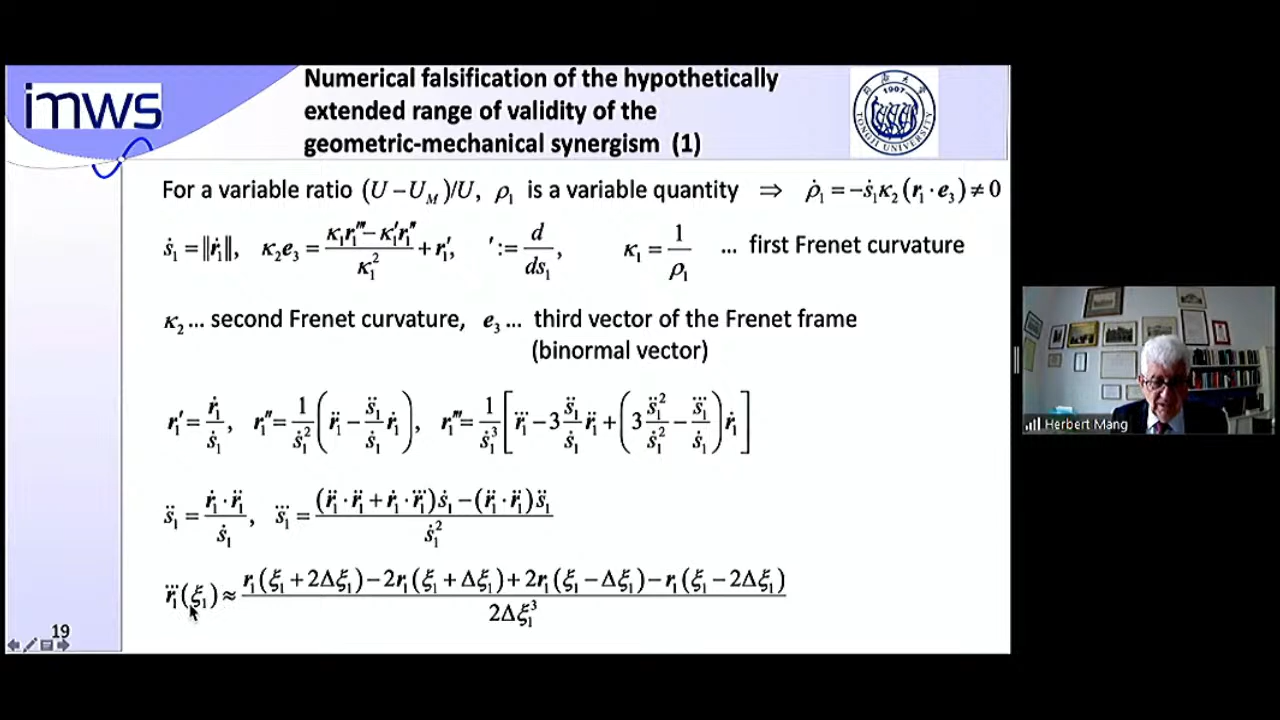 imws
Numerical falsification of the hypothetically
extended range of validity of the
geometric-mechanical synergism (1)
1907
TONGJI UNIVERSITY
For a variable ratio (U − U_M)/U, ρ₁ is a variable quantity ⇒ ρ̇₁ = −ṡ₁κ₂(r₁ · e₃) ≠ 0
ṡ₁ = ‖ṙ₁‖, κ₂e₃ = (κ₁r₁‴ − κ₁′r₁″)/κ₁² + r₁′, ′ := d/ds₁, κ₁ = 1/ρ₁ ... first Frenet curvature
κ₂ ... second Frenet curvature, e₃ ... third vector of the Frenet frame
(binormal vector)
r₁′ = ṙ₁/ṡ₁, r₁″ = 1/ṡ₁² (r̈₁ − s̈₁/ṡ₁ ṙ₁), r₁‴ = 1/ṡ₁³ [r⃛₁ − 3 s̈₁/ṡ₁ r̈₁ + (3 s̈₁²/ṡ₁² − s⃛₁/ṡ₁) ṙ₁]
s̈₁ = ṙ₁ · r̈₁/ṡ₁, s⃛₁ = ((r̈₁ · r̈₁ + ṙ₁ · r⃛₁)ṡ₁ − (r̈₁ · r̈₁)s̈₁)/ṡ₁²
r⃛₁(ξ₁) ≈ (r₁(ξ₁ + 2Δξ₁) − 2r₁(ξ₁ + Δξ₁) + 2r₁(ξ₁ − Δξ₁) − r₁(ξ₁ − 2Δξ₁))/2Δξ₁³
19
Herbert Mang